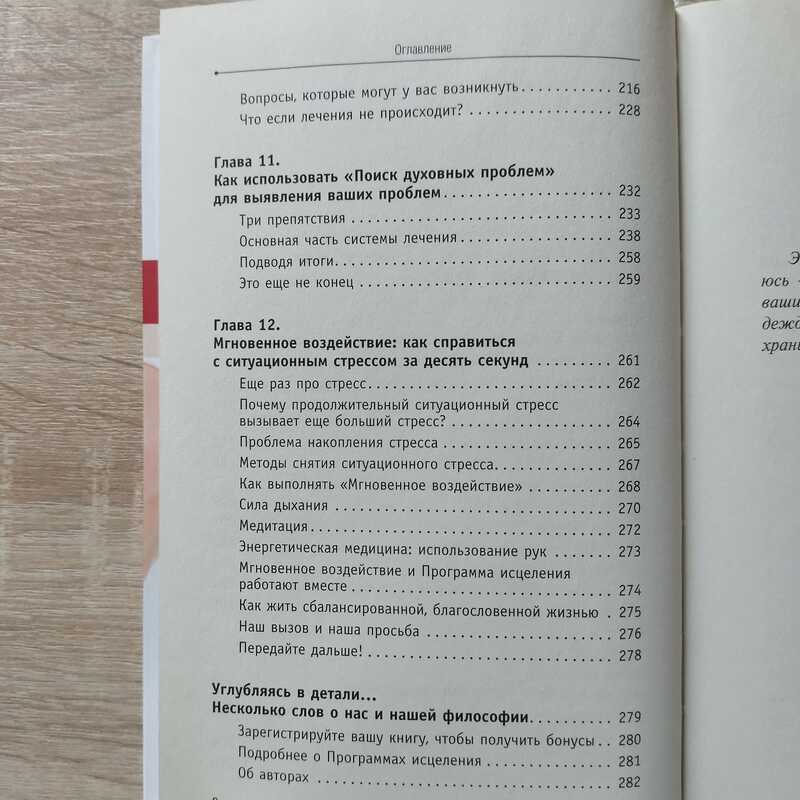 Оглавление
Вопросы, которые могут у вас возникнуть. . . . . . . . . . . 216
Что если лечения не происходит? . . . . . . . . . . . . . . . . . 228
Глава 11.
Как использовать «Поиск духовных проблем»
для выявления ваших проблем. . . . . . . . . . . . . . . . . . . . 232
Три препятствия . . . . . . . . . . . . . . . . . . . . . . . . . . . . . . 233
Основная часть системы лечения. . . . . . . . . . . . . . . . . . 238
Подводя итоги. . . . . . . . . . . . . . . . . . . . . . . . . . . . . . . . 258
Это еще не конец . . . . . . . . . . . . . . . . . . . . . . . . . . . . . 259
Глава 12.
Мгновенное воздействие: как справиться
с ситуационным стрессом за десять секунд . . . . . . . . . 261
Еще раз про стресс. . . . . . . . . . . . . . . . . . . . . . . . . . . . 262
Почему продолжительный ситуационный стресс
вызывает еще больший стресс? . . . . . . . . . . . . . . . . . . . 264
Проблема накопления стресса . . . . . . . . . . . . . . . . . . . . 265
Методы снятия ситуационного стресса. . . . . . . . . . . . . . 267
Как выполнять «Мгновенное воздействие» . . . . . . . . . . . 268
Сила дыхания . . . . . . . . . . . . . . . . . . . . . . . . . . . . . . . . 270
Медитация. . . . . . . . . . . . . . . . . . . . . . . . . . . . . . . . . . . 272
Энергетическая медицина: использование рук . . . . . . . . 273
Мгновенное воздействие и Программа исцеления
работают вместе . . . . . . . . . . . . . . . . . . . . . . . . . . . . . . 274
Как жить сбалансированной, благословенной жизнью . 275
Наш вызов и наша просьба . . . . . . . . . . . . . . . . . . . . . . 276
Передайте дальше! . . . . . . . . . . . . . . . . . . . . . . . . . . . . 278
Углубляясь в детали...
Несколько слов о нас и нашей философии. . . . . . . . . . 279
Зарегистрируйте вашу книгу, чтобы получить бонусы . . 280
Подробнее о Программах исцеления . . . . . . . . . . . . . . . 281
Об авторах . . . . . . . . . . . . . . . . . . . . . . . . . . . . . . . . . . 282
юсь
храни